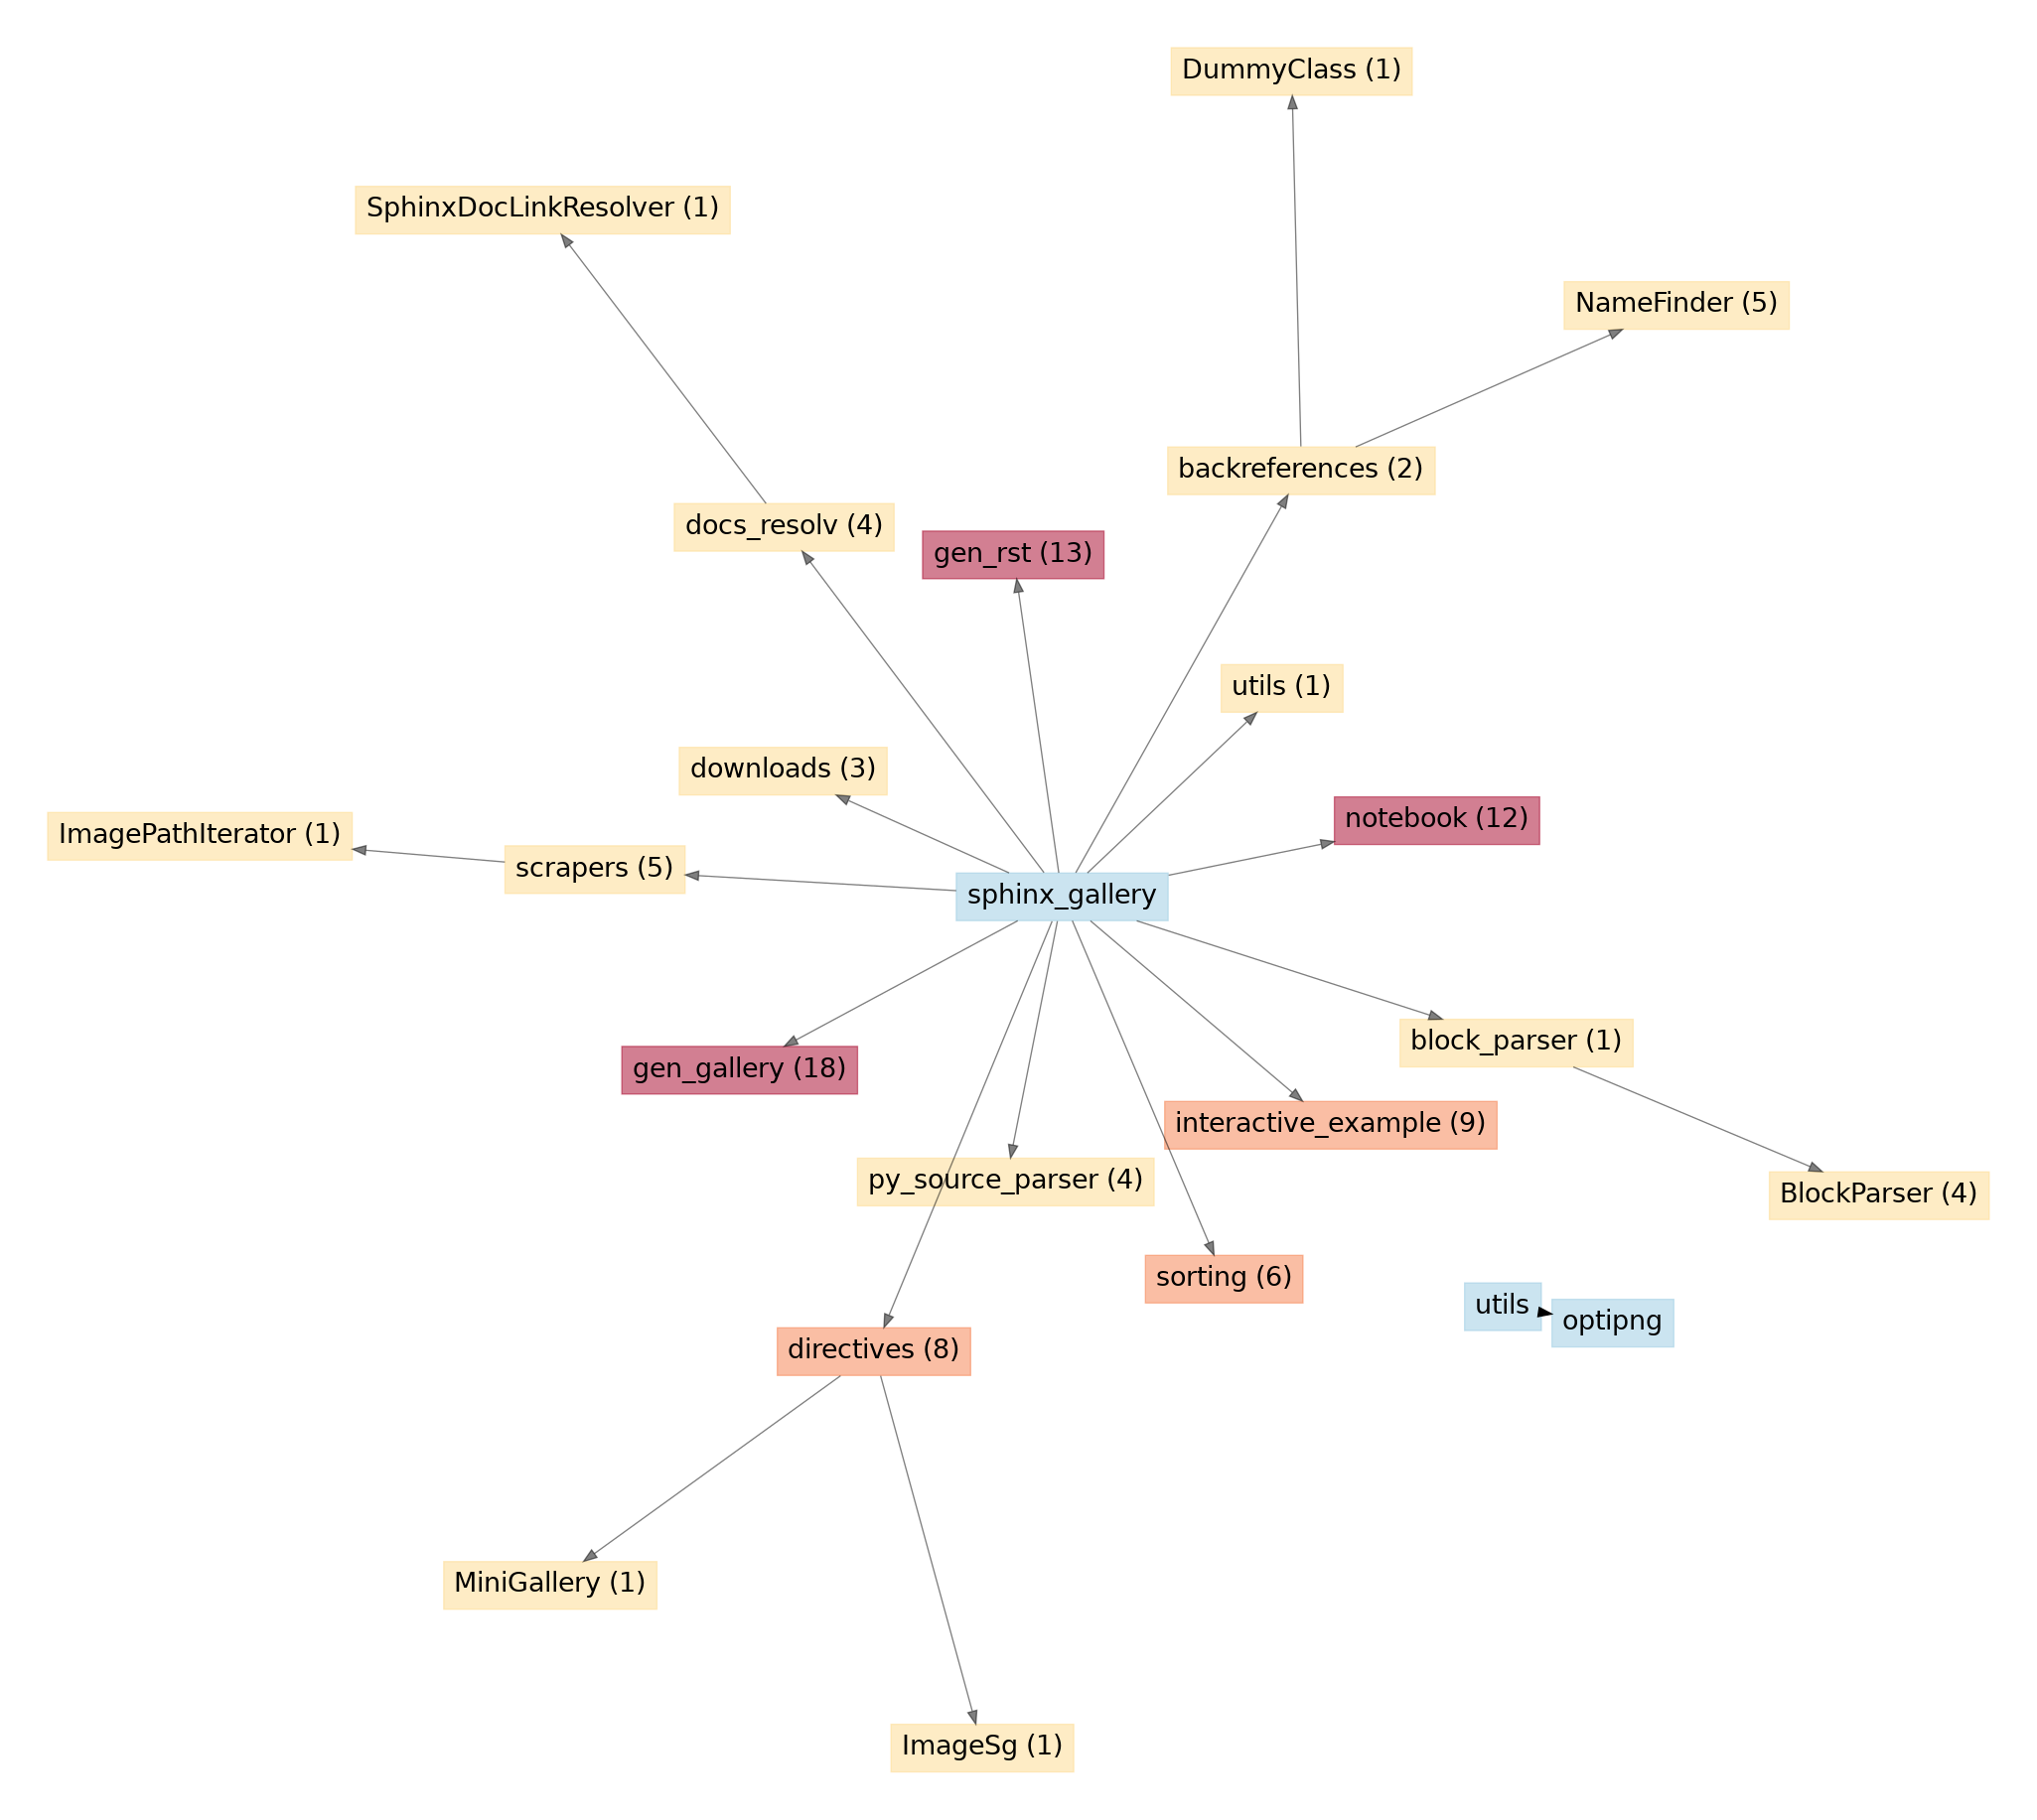 DummyClass (1)
SphinxDocLinkResolver (1)
NameFinder (5)
backreferences (2)
docs_resolv (4)
gen_rst (13)
utils (1)
downloads (3)
notebook (12)
ImagePathIterator (1)
scrapers (5)
sphinx_gallery
block_parser (1)
gen_gallery (18)
interactive_example (9)
py_source_parser (4)
BlockParser (4)
sorting (6)
utils
optipng
directives (8)
MiniGallery (1)
ImageSg (1)